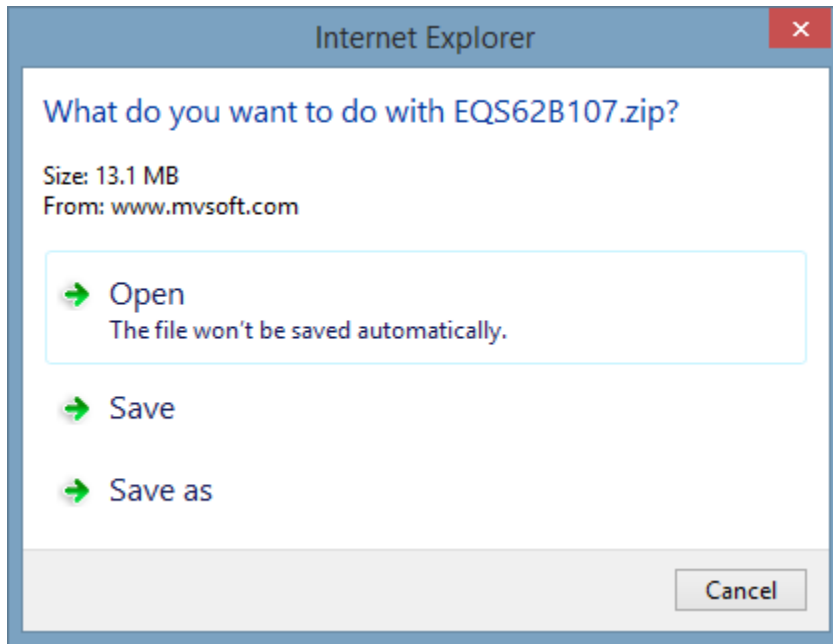 Internet Explorer
What do you want to do with EQS62B107.zip?
Size: 13.1 MB
From: www.mvsoft.com
Open
The file won't be saved automatically.
Save
Save as
Cancel